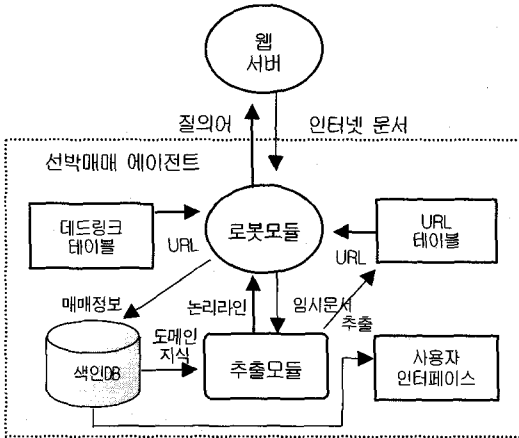 웹
서버
질의어
인터넷 문서
선박매매 에이전트
데드링크
테이블
URL
로봇모듈
URL
테이블
URL
매매정보
논리라인
임시문서
추출
도메인
지식
색인DB
추출모듈
사용자
인터페이스